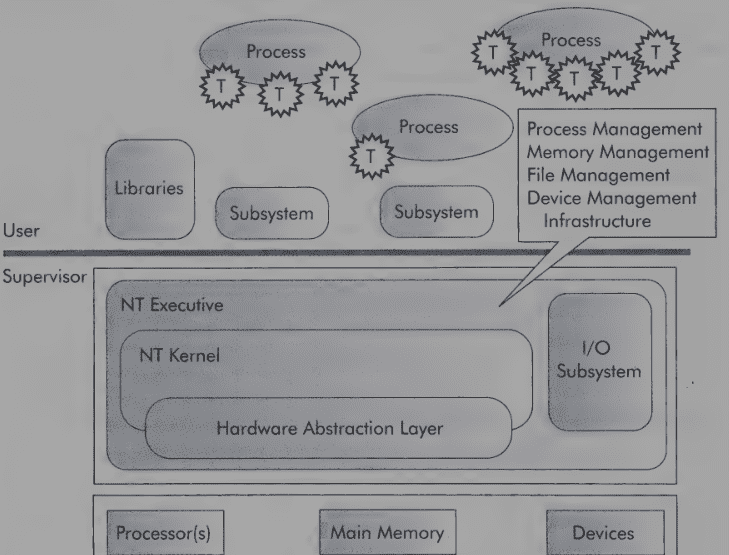 Process
T
T
T
Process
T
T
T
T
T
Process
T
Process Management
Memory Management
File Management
Device Management
Infrastructure
Libraries
Subsystem
Subsystem
User
Supervisor
NT Executive
NT Kernel
Hardware Abstraction Layer
I/O
Subsystem
Processor(s)
Main Memory
Devices